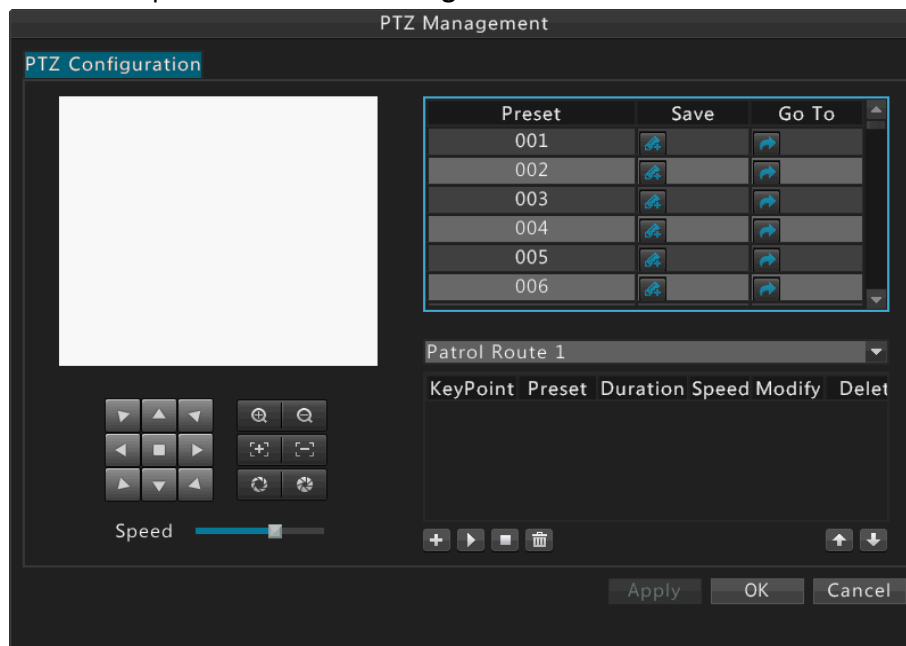 PTZ Management
PTZ Configuration
Preset Save Go To
001
002
003
004
005
006
Patrol Route 1
KeyPoint Preset Duration Speed Modify Delet
Speed
Apply OK Cancel